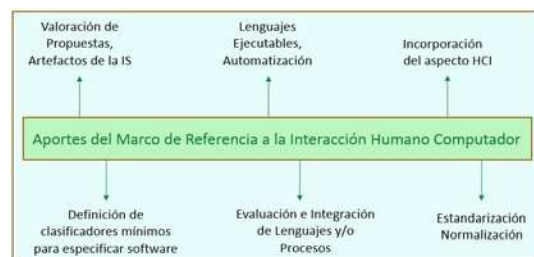 Valoración de
Propuestas,
Artefactos de la IS
Lenguajes
Ejecutables,
Automatización
Incorporación
del aspecto HCI
Aportes del Marco de Referencia a la Interacción Humano Computador
Definición de
clasificadores mínimos
para especificar software
Evaluación e Integración
de Lenguajes y/o
Procesos
Estandarización
Normalización